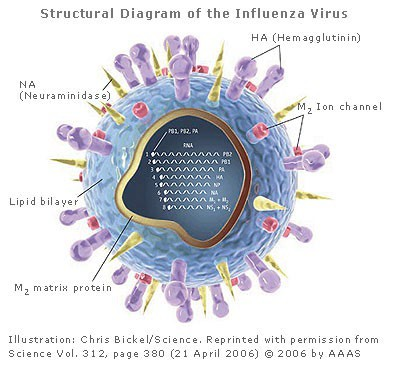 Structural Diagram of the Influenza Virus
HA (Hemagglutinin)
NA
(Neuraminidase)
M2 Ion channel
PB1, PB2, PA
RNA
1 PB2
2 PB1
3 PA
4 HA
5 NP
6 NA
7 M1 + M2
8 NS1 + NS2
Lipid bilayer
M2 matrix protein
Illustration: Chris Bickel/Science. Reprinted with permission from
Science Vol. 312, page 380 (21 April 2006) © 2006 by AAAS